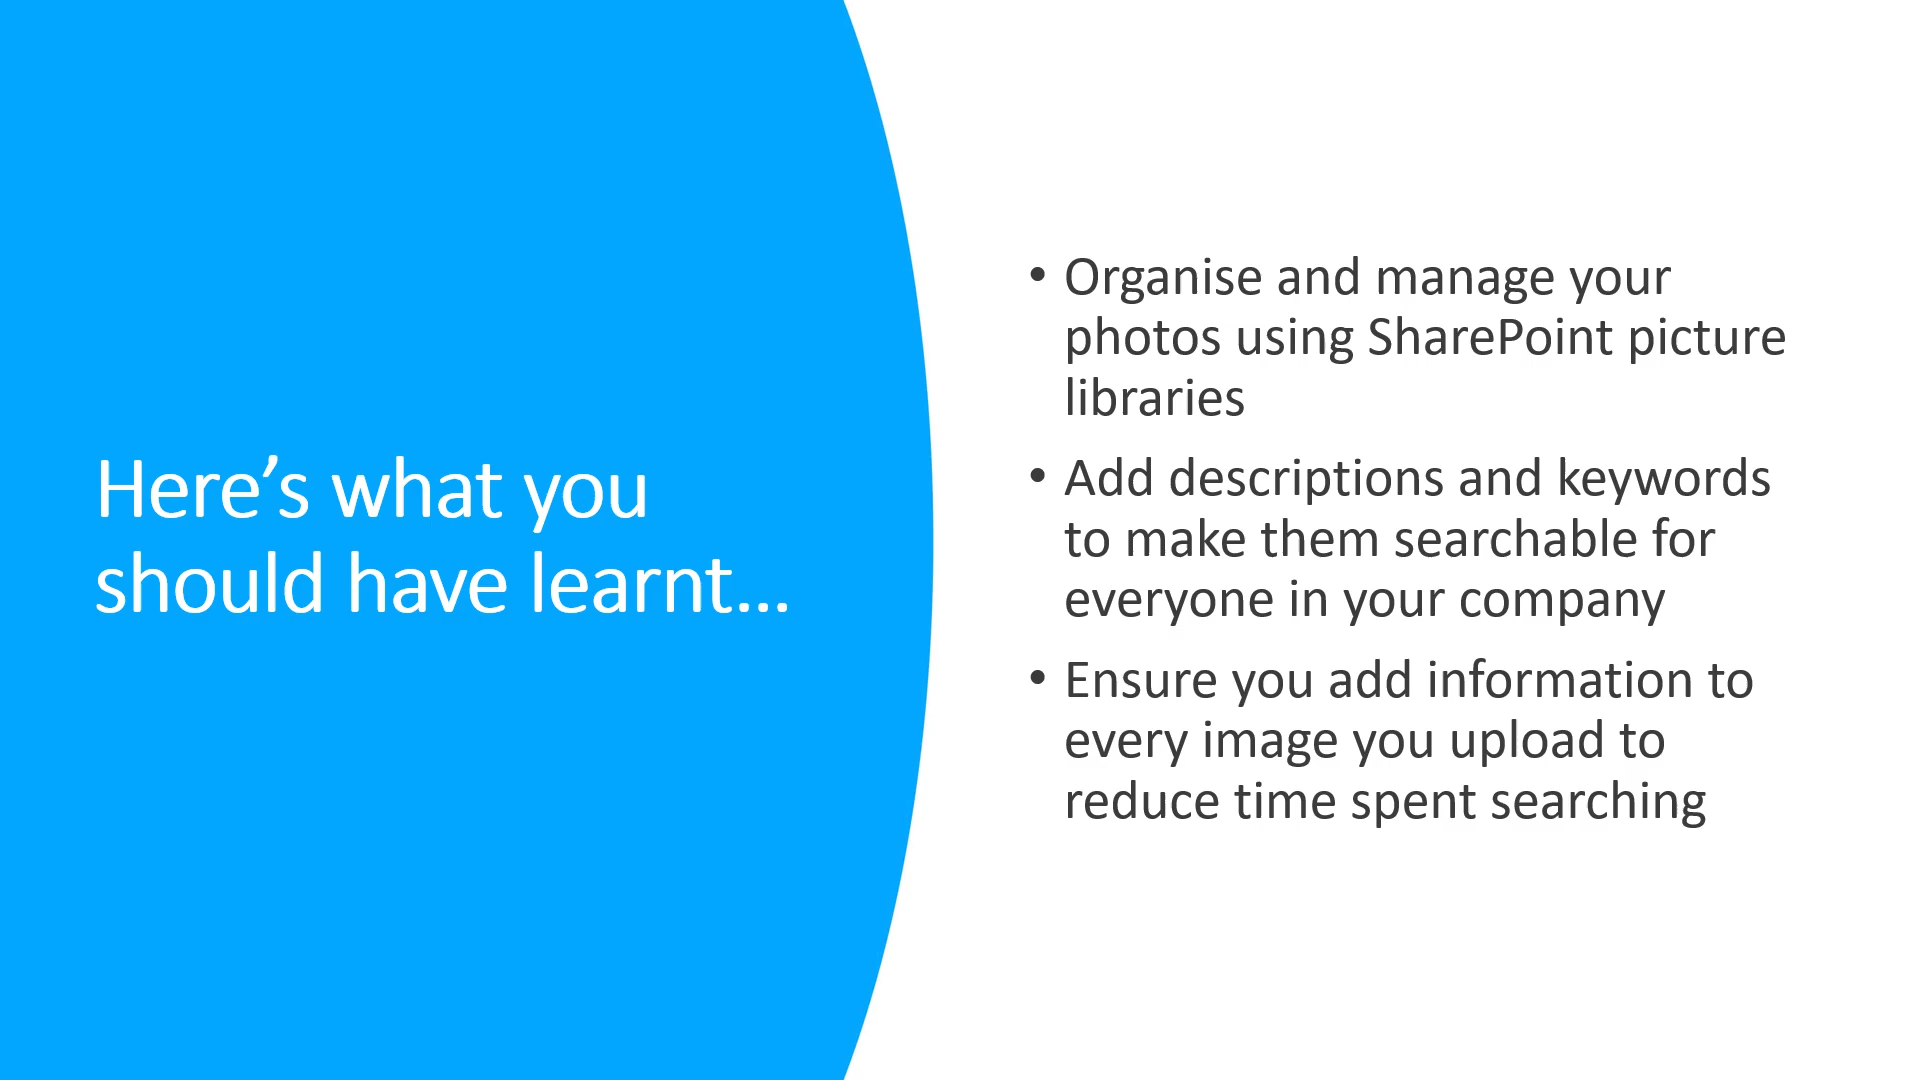 Here’s what you
should have learnt…
• Organise and manage your
photos using SharePoint picture
libraries
• Add descriptions and keywords
to make them searchable for
everyone in your company
• Ensure you add information to
every image you upload to
reduce time spent searching